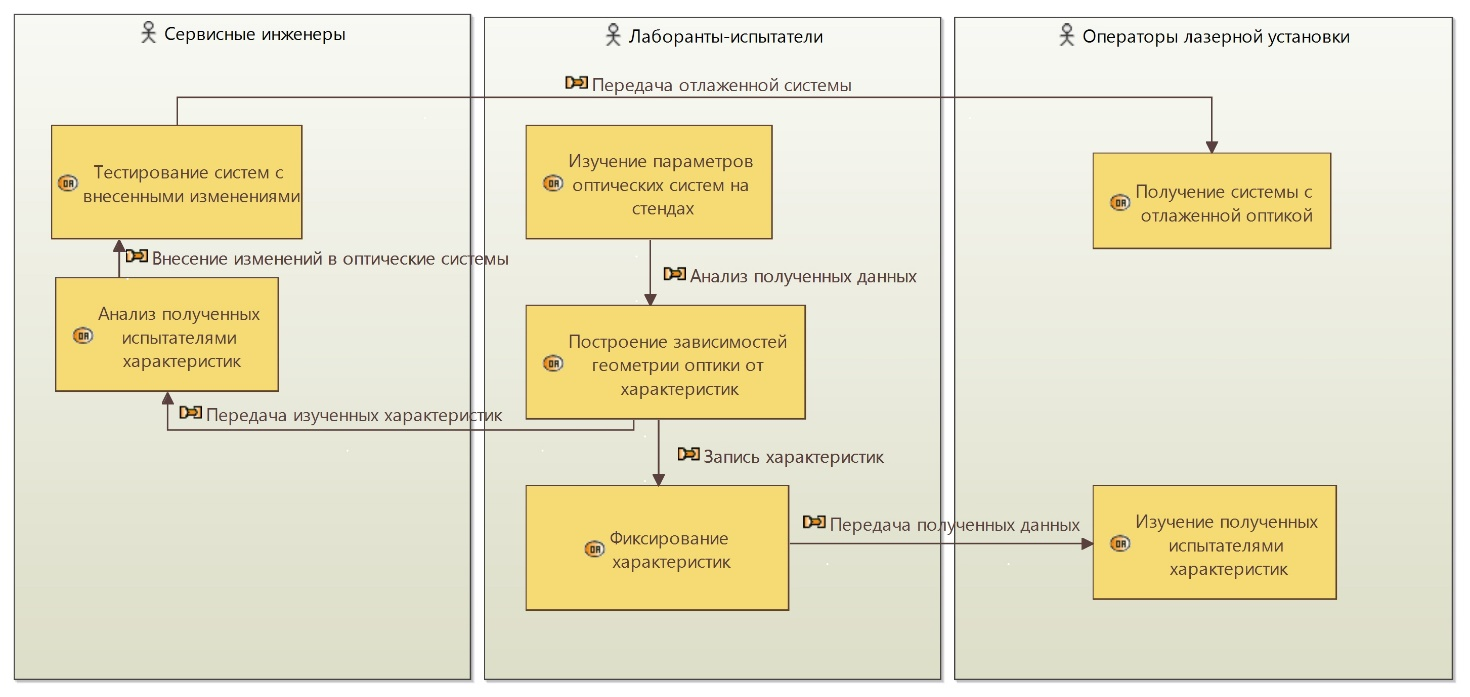 Сервисные инженеры
Лаборанты-испытатели
Операторы лазерной установки
Передача отлаженной системы
Тестирование систем с
внесенными изменениями
Изучение параметров
оптических систем на
стендах
Получение системы с
отлаженной оптикой
Внесение изменений в оптические системы
Анализ полученных данных
Анализ полученных
испытателями
характеристик
Построение зависимостей
геометрии оптики от
характеристик
Передача изученных характеристик
Запись характеристик
Фиксирование
характеристик
Передача полученных данных
Изучение полученных
испытателями
характеристик